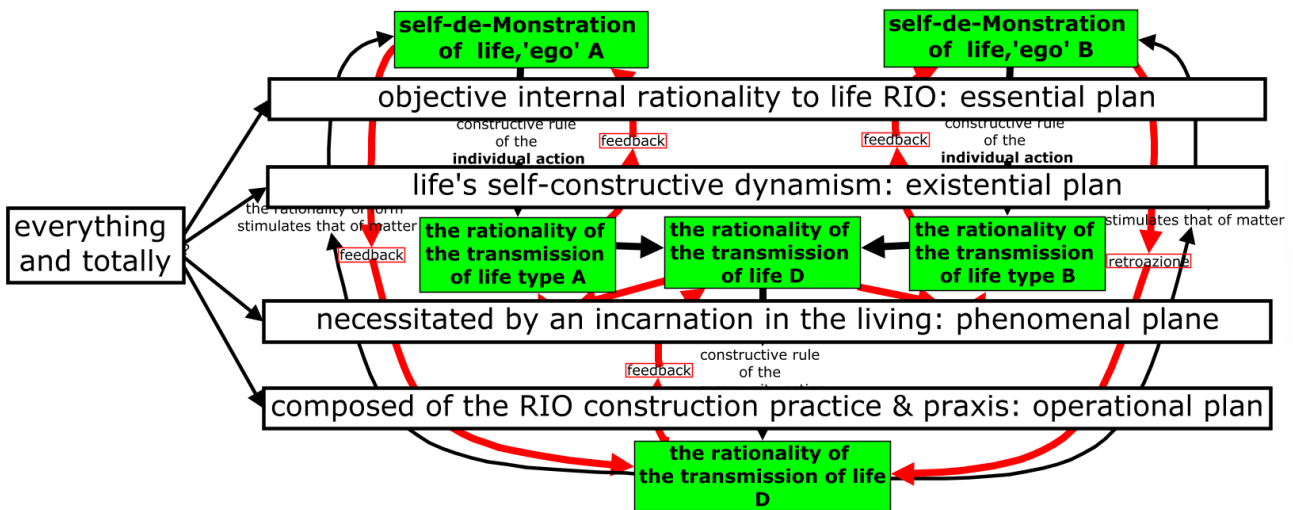 self-de-Monstration
of life,'ego' A
self-de-Monstration
of life,'ego' B
objective internal rationality to life RIO: essential plan
constructive rule
of the
individual action
feedback
feedback
constructive rule
of the
individual action
life's self-constructive dynamism: existential plan
everything
and totally
the rationality of form
stimulates that of matter
stimulates that of matter
feedback
the rationality of
the transmission
of life type A
the rationality of
the transmission
of life D
the rationality of
the transmission
of life type B
retroazione
necessitated by an incarnation in the living: phenomenal plane
constructive rule
of the
feedback
composed of the RIO construction practice & praxis: operational plan
the rationality of
the transmission of life
D